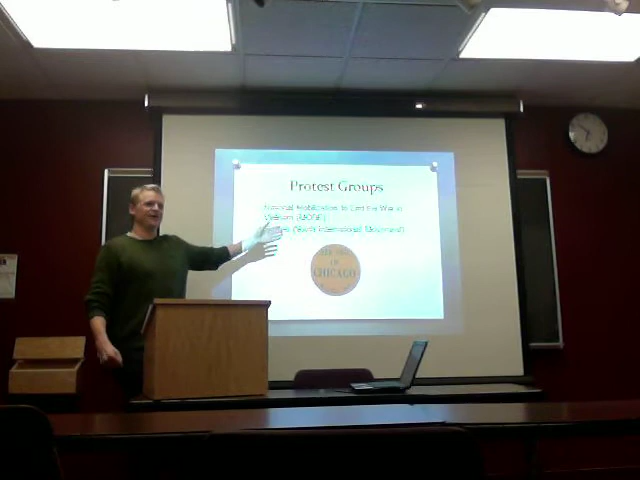 Protest Groups
National Mobilization to End the War in
Vietnam (MOBE)
(Youth International Movement)
CHICAGO